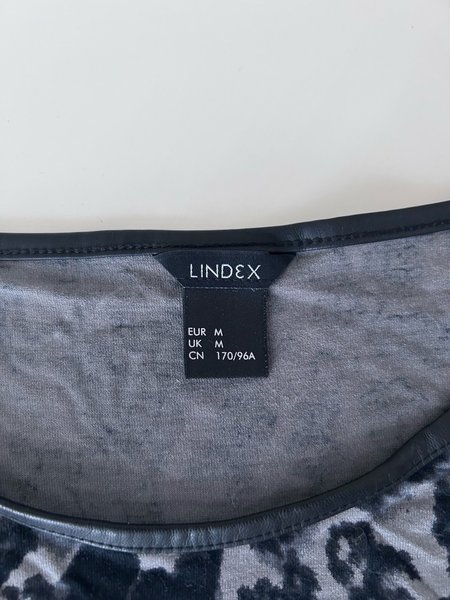 LINDEX
EUR M
UK M
CN 170/96A